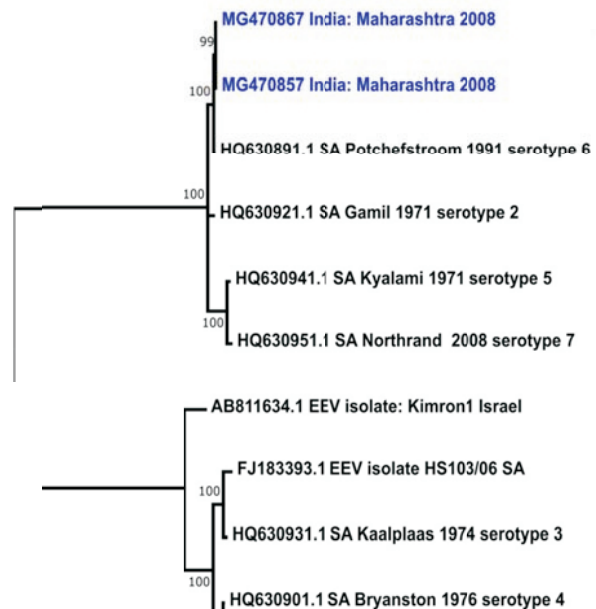 MG470867 India: Maharashtra 2008
99
100
MG470857 India: Maharashtra 2008
HQ630891.1 SA Potchefstroom 1991 serotype 6
100
HQ630921.1 SA Gamil 1971 serotype 2
HQ630941.1 SA Kyalami 1971 serotype 5
100
HQ630951.1 SA Northrand 2008 serotype 7
AB811634.1 EEV isolate: Kimron1 Israel
FJ183393.1 EEV isolate HS103/06 SA
100
HQ630931.1 SA Kaalplaas 1974 serotype 3
100
HQ630901.1 SA Bryanston 1976 serotype 4